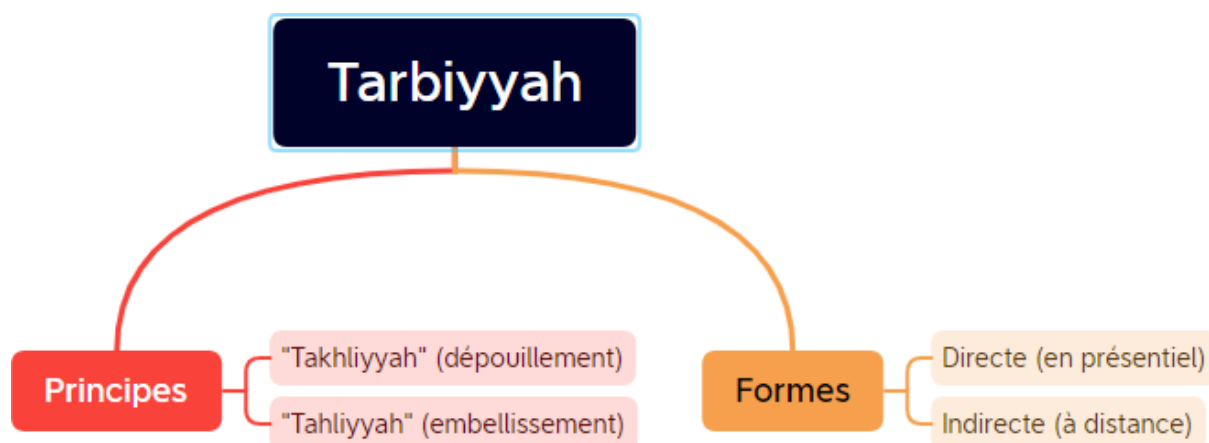 Tarbiyyah
Principes
"Takhliyyah" (dépouillement)
"Tahliyyah" (embellissement)
Formes
Directe (en présentiel)
Indirecte (à distance)